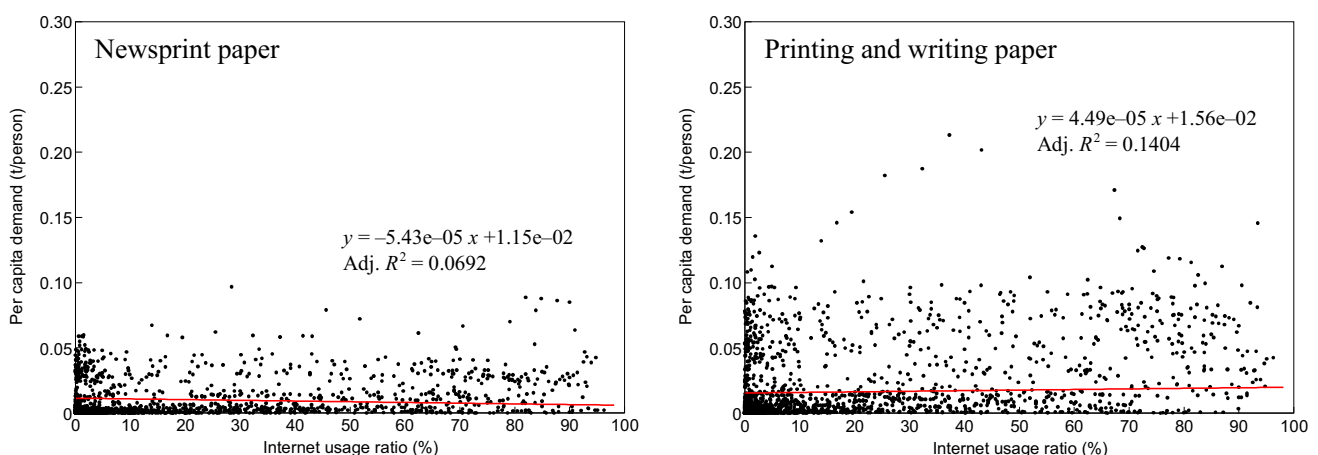 Newsprint paper
0.30
0.25
0.20
0.15
0.10
0.05
0
Per capita demand (t/person)
y = –5.43e–05 x +1.15e–02
Adj. R² = 0.0692
0 10 20 30 40 50 60 70 80 90 100
Internet usage ratio (%)
Printing and writing paper
0.30
0.25
0.20
0.15
0.10
0.05
0
Per capita demand (t/person)
y = 4.49e–05 x +1.56e–02
Adj. R² = 0.1404
0 10 20 30 40 50 60 70 80 90 100
Internet usage ratio (%)